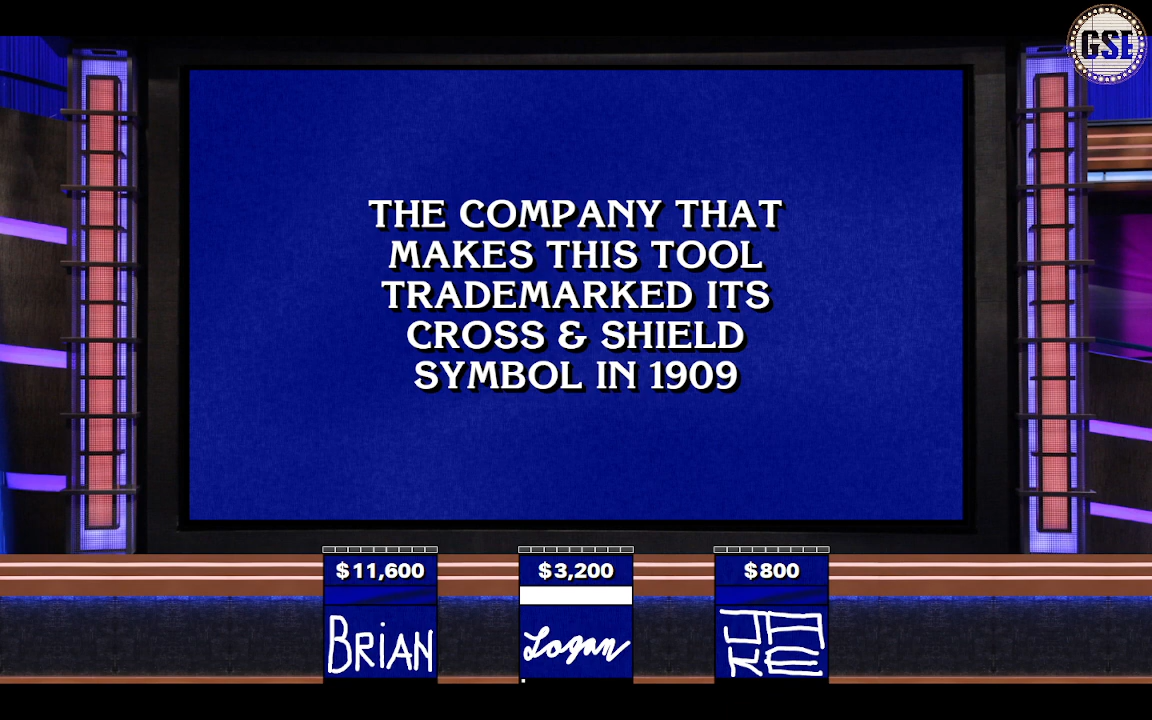 GSE
THE COMPANY THAT
MAKES THIS TOOL
TRADEMARKED ITS
CROSS & SHIELD
SYMBOL IN 1909
$11,600 $3,200 $800
BRiAN Logan